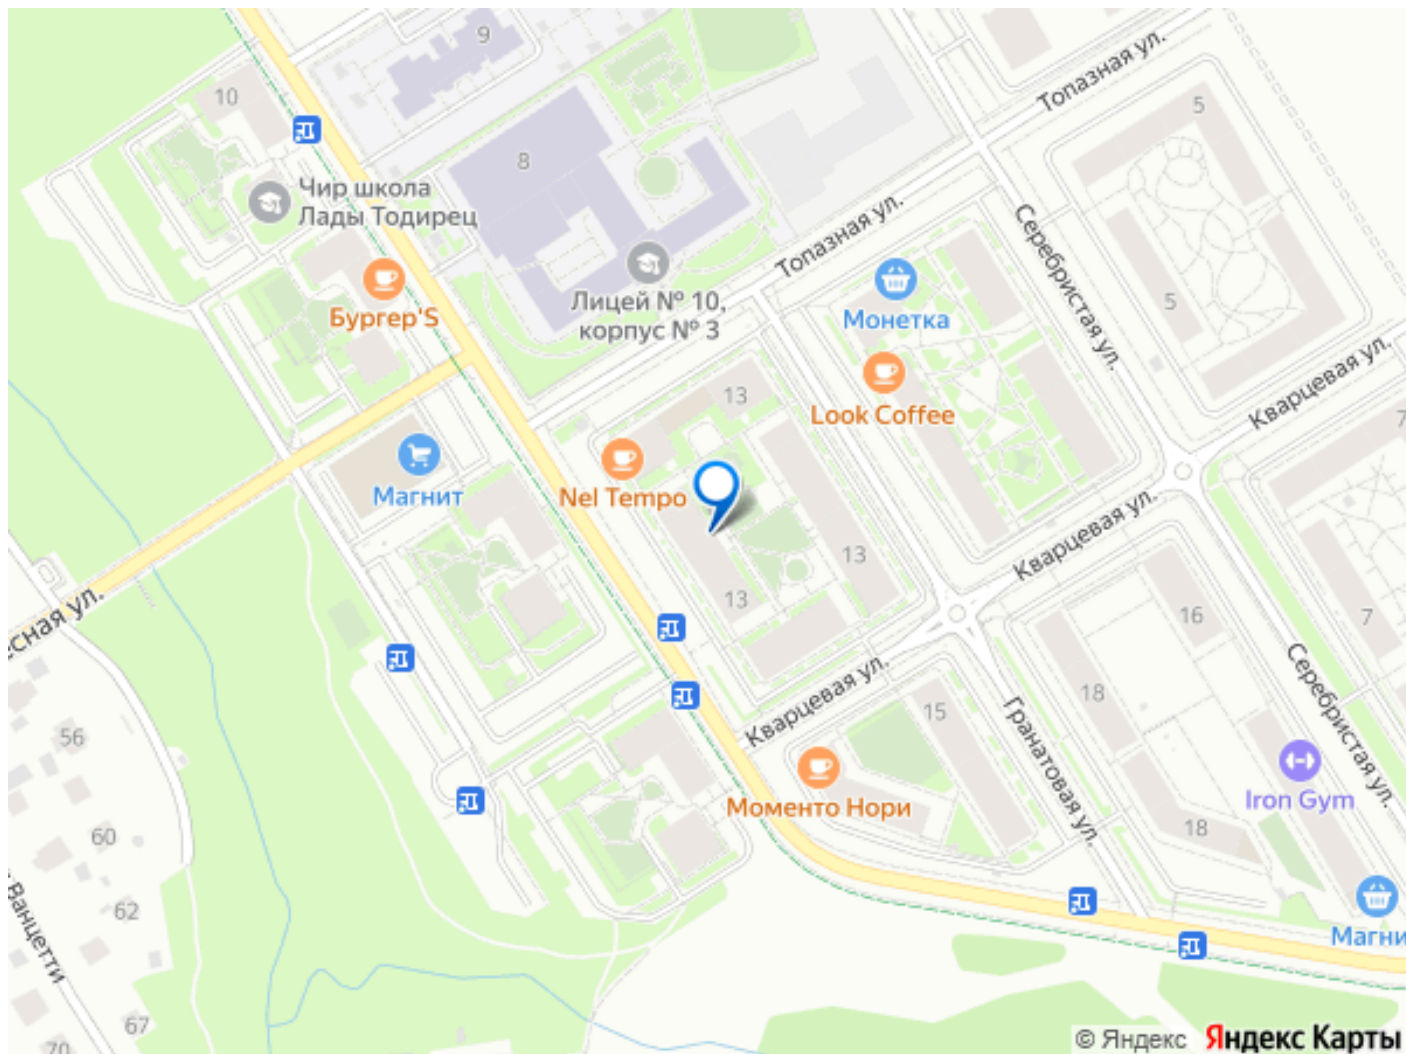 9
10
Топазная ул.
5
8
Чир школа
Лады Тодирец
Топазная ул.
Серебристая ул.
Лицей № 10,
корпус № 3
Бургер'S
Монетка
5
Кварцевая ул.
13
Look Coffee
7
Магнит
Nel Tempo
Кварцевая ул.
13
13
16
7
сная ул.
Кварцевая ул.
15
18
Гранатовая ул.
Серебристая ул.
56
Моменто Нори
Iron Gym
60
18
62
Ванцетти
Магни
67
70
© Яндекс
Яндекс Карты